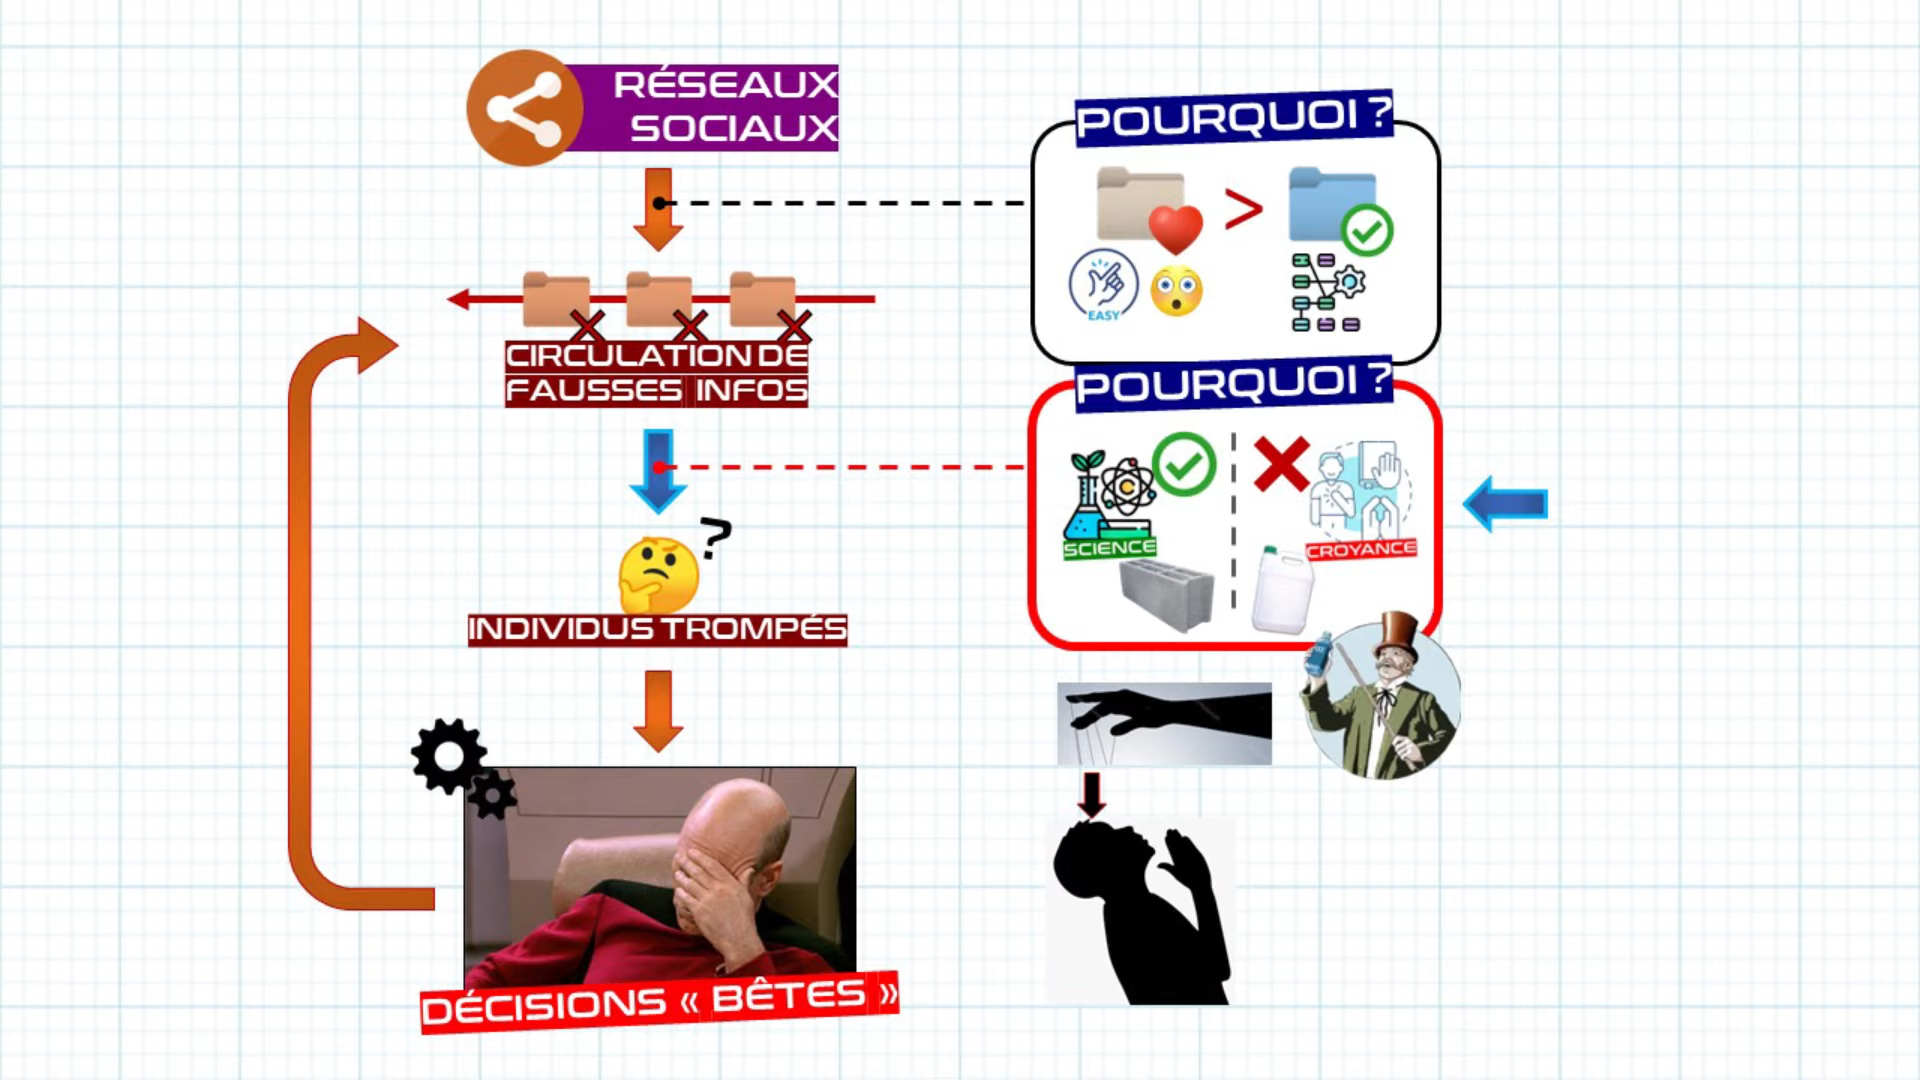 RÉSEAUX
SOCIAUX
CIRCULATION DE
FAUSSES INFOS
?
INDIVIDUS TROMPÉS
DÉCISIONS « BÊTES »
POURQUOI ?
>
EASY
POURQUOI ?
C
SCIENCE
CROYANCE